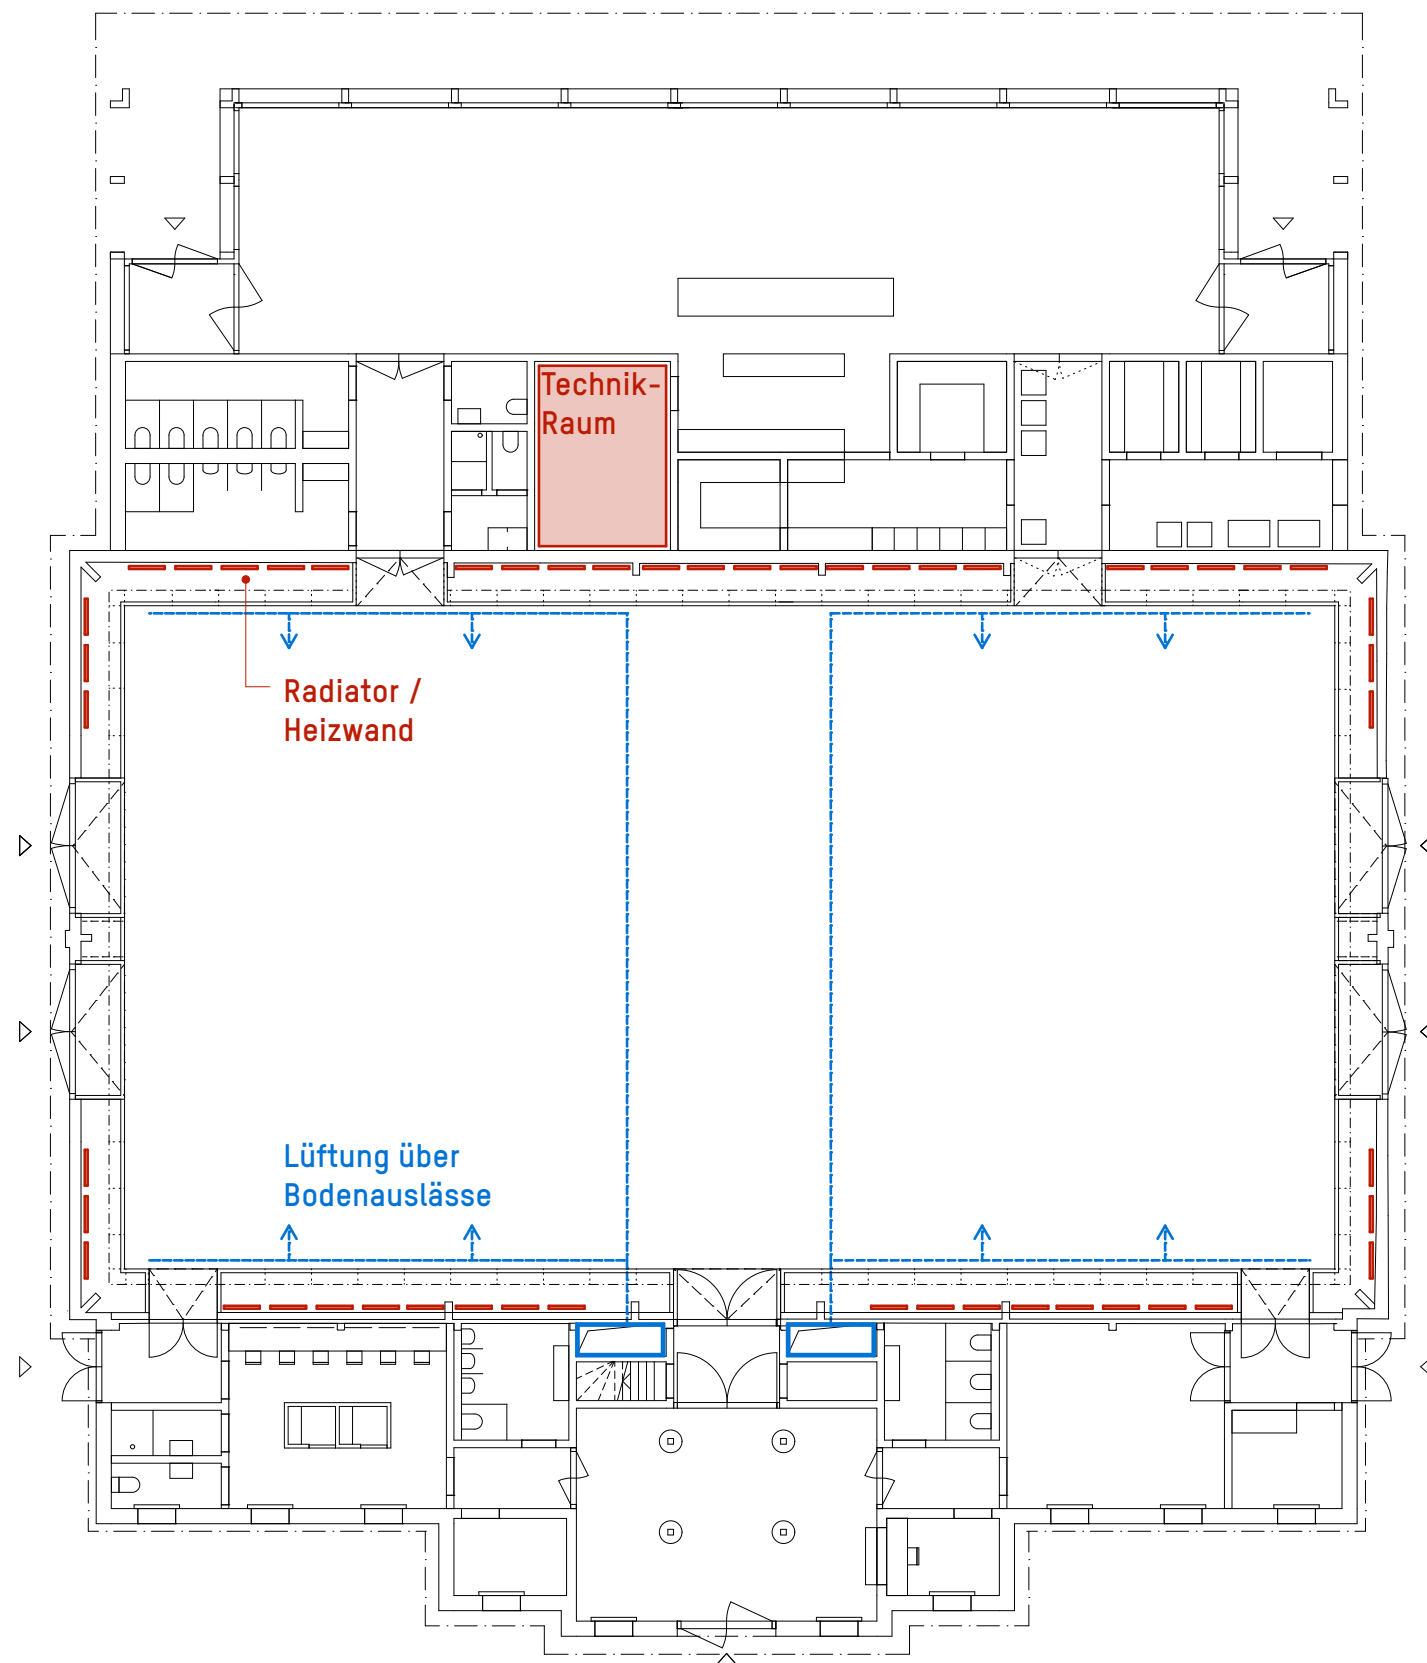 Technik-
Raum
Radiator /
Heizwand
Lüftung über
Bodenauslässe